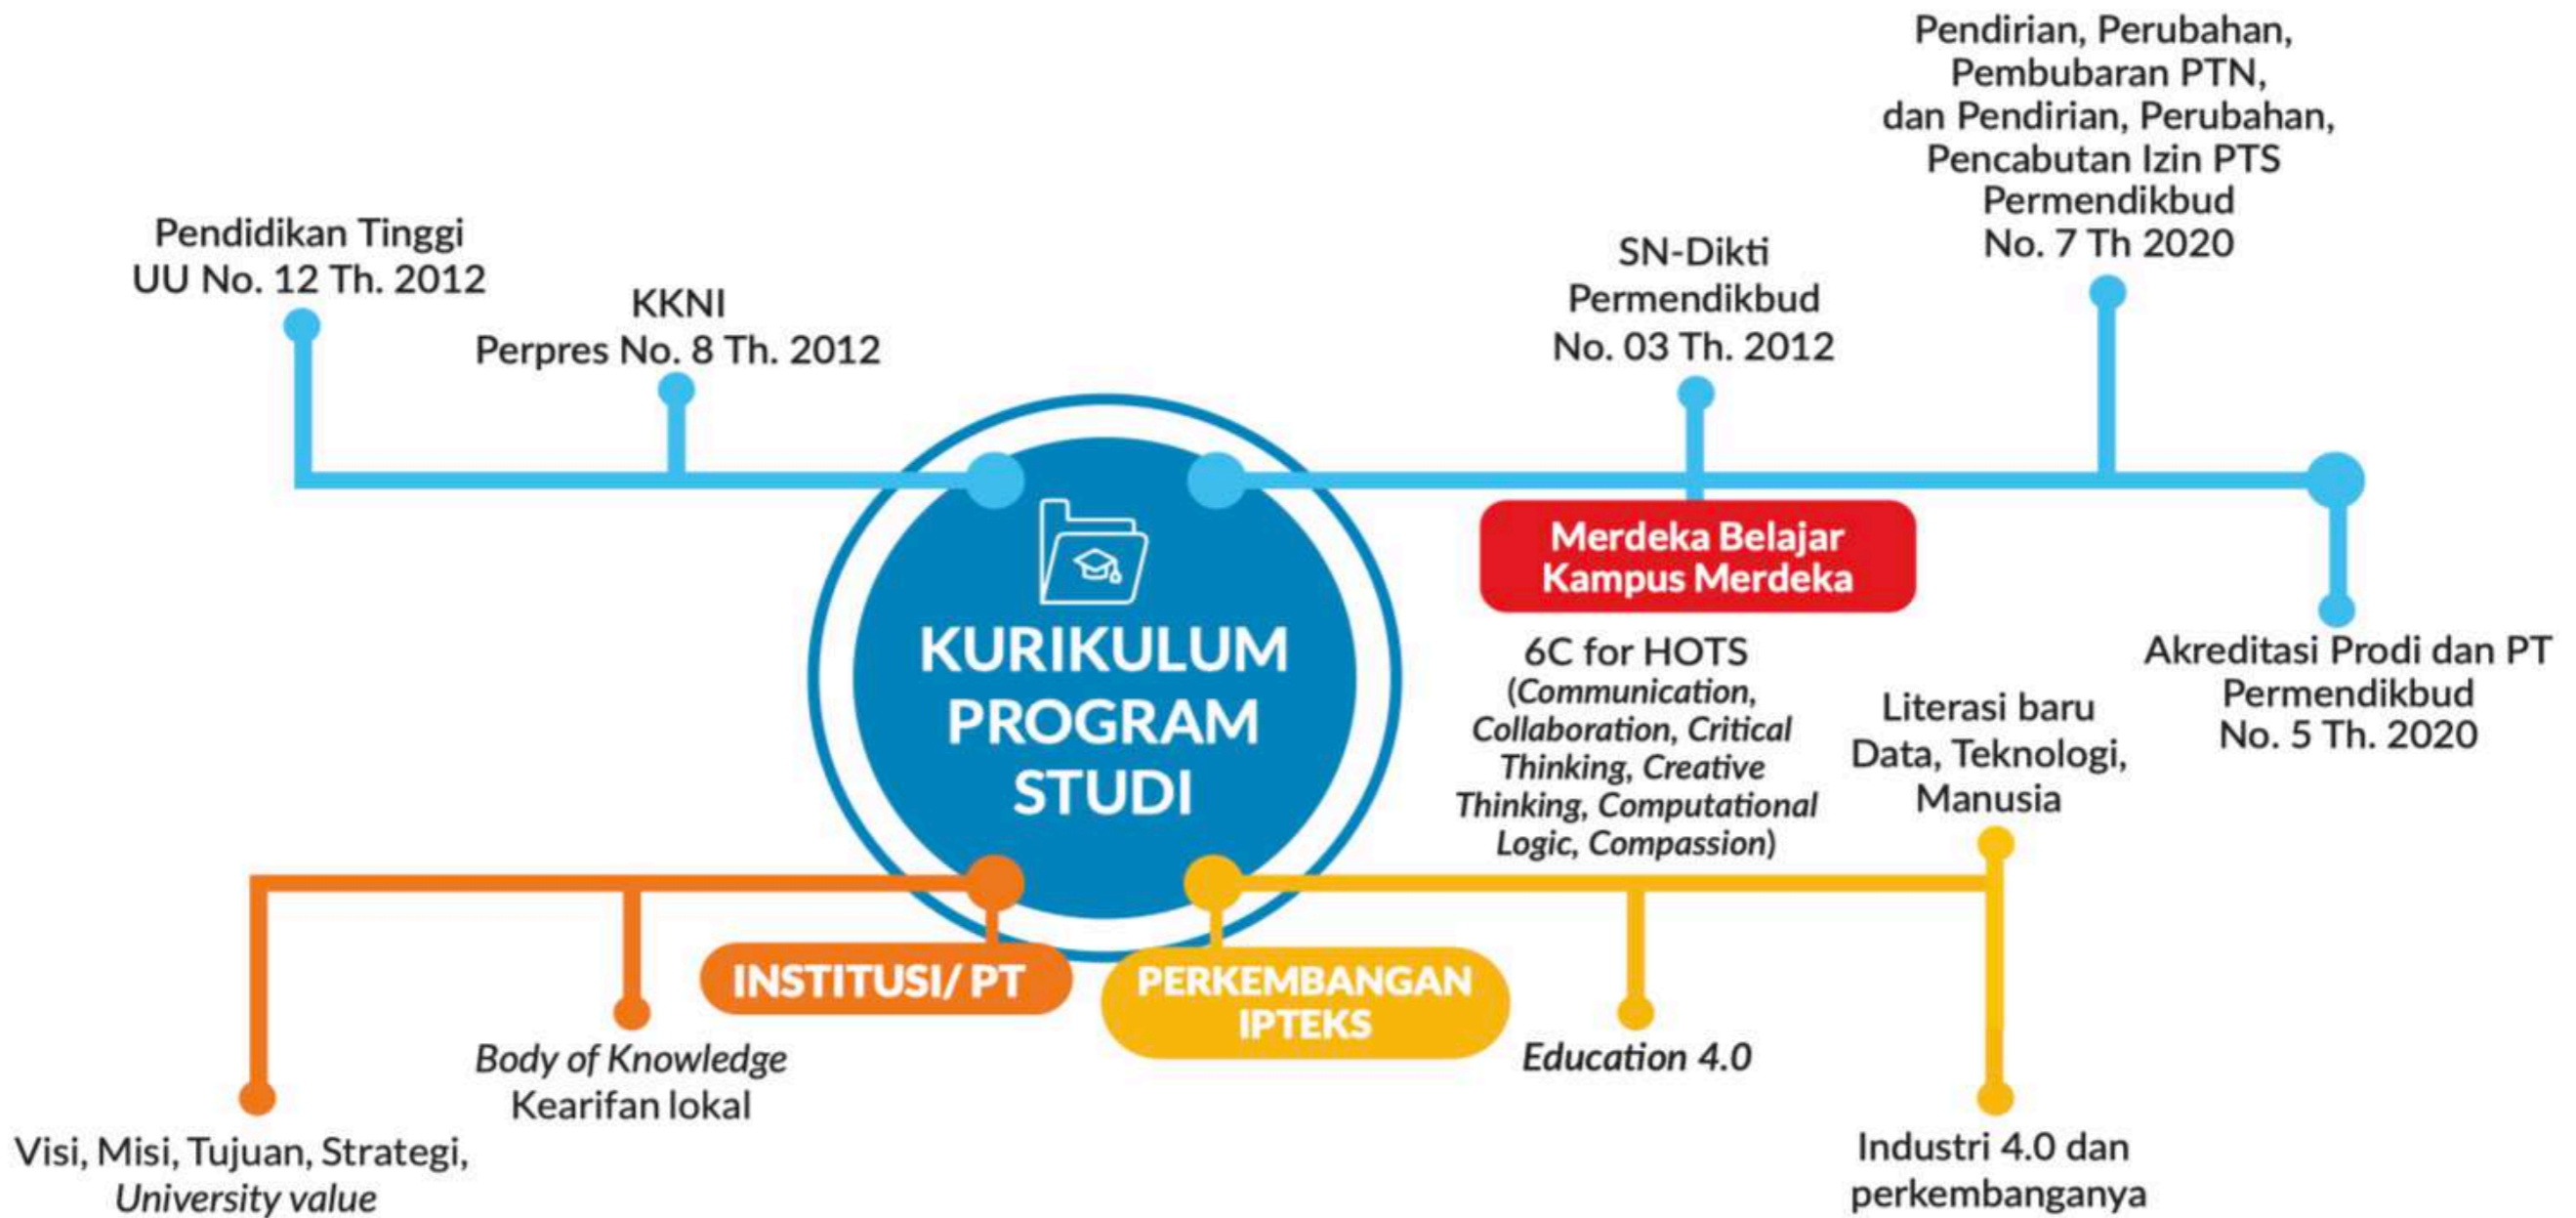 Pendidikan Tinggi
UU No. 12 Th. 2012
KKNI
Perpres No. 8 Th. 2012
SN-Dikti
Permendikbud
No. 03 Th. 2012
Pendirian, Perubahan,
Pembubaran PTN,
dan Pendirian, Perubahan,
Pencabutan Izin PTS
Permendikbud
No. 7 Th 2020
Merdeka Belajar
Kampus Merdeka
KURIKULUM
PROGRAM
STUDI
6C for HOTS
(Communication,
Collaboration, Critical
Thinking, Creative
Thinking, Computational
Logic, Compassion)
Literasi baru
Data, Teknologi,
Manusia
Akreditasi Prodi dan PT
Permendikbud
No. 5 Th. 2020
INSTITUSI/ PT
PERKEMBANGAN
IPTEKS
Body of Knowledge
Kearifan lokal
Education 4.0
Visi, Misi, Tujuan, Strategi,
University value
Industri 4.0 dan
perkembanganya